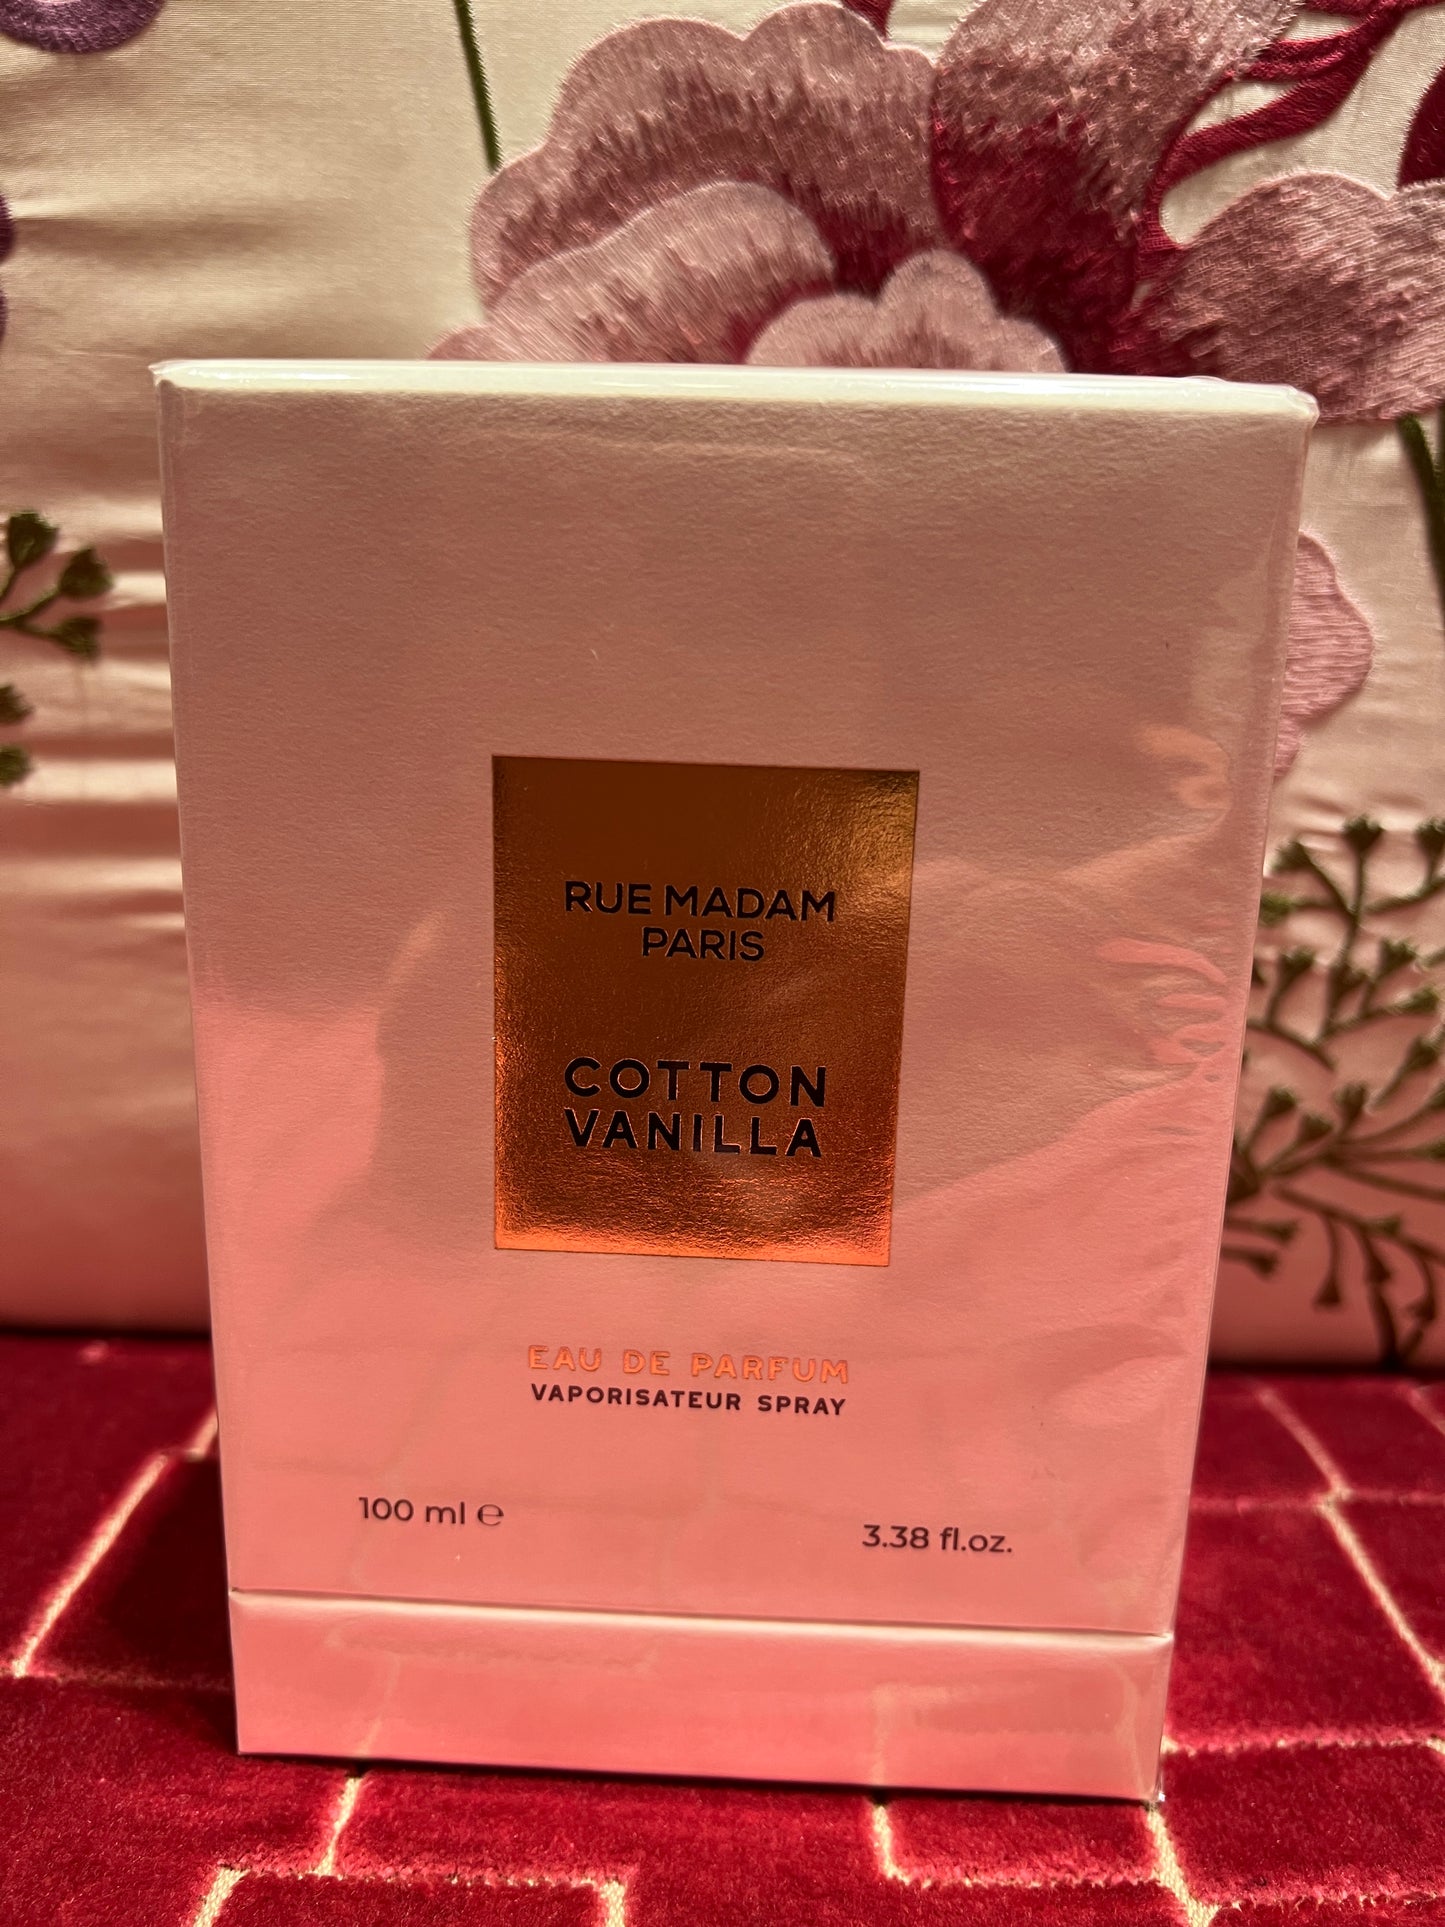 RUE MADAM
PARIS
COTTON
VANILLA
EAU DE PARFUM
VAPORISATEUR SPRAY
100 ml ℮
3.38 fl.oz.